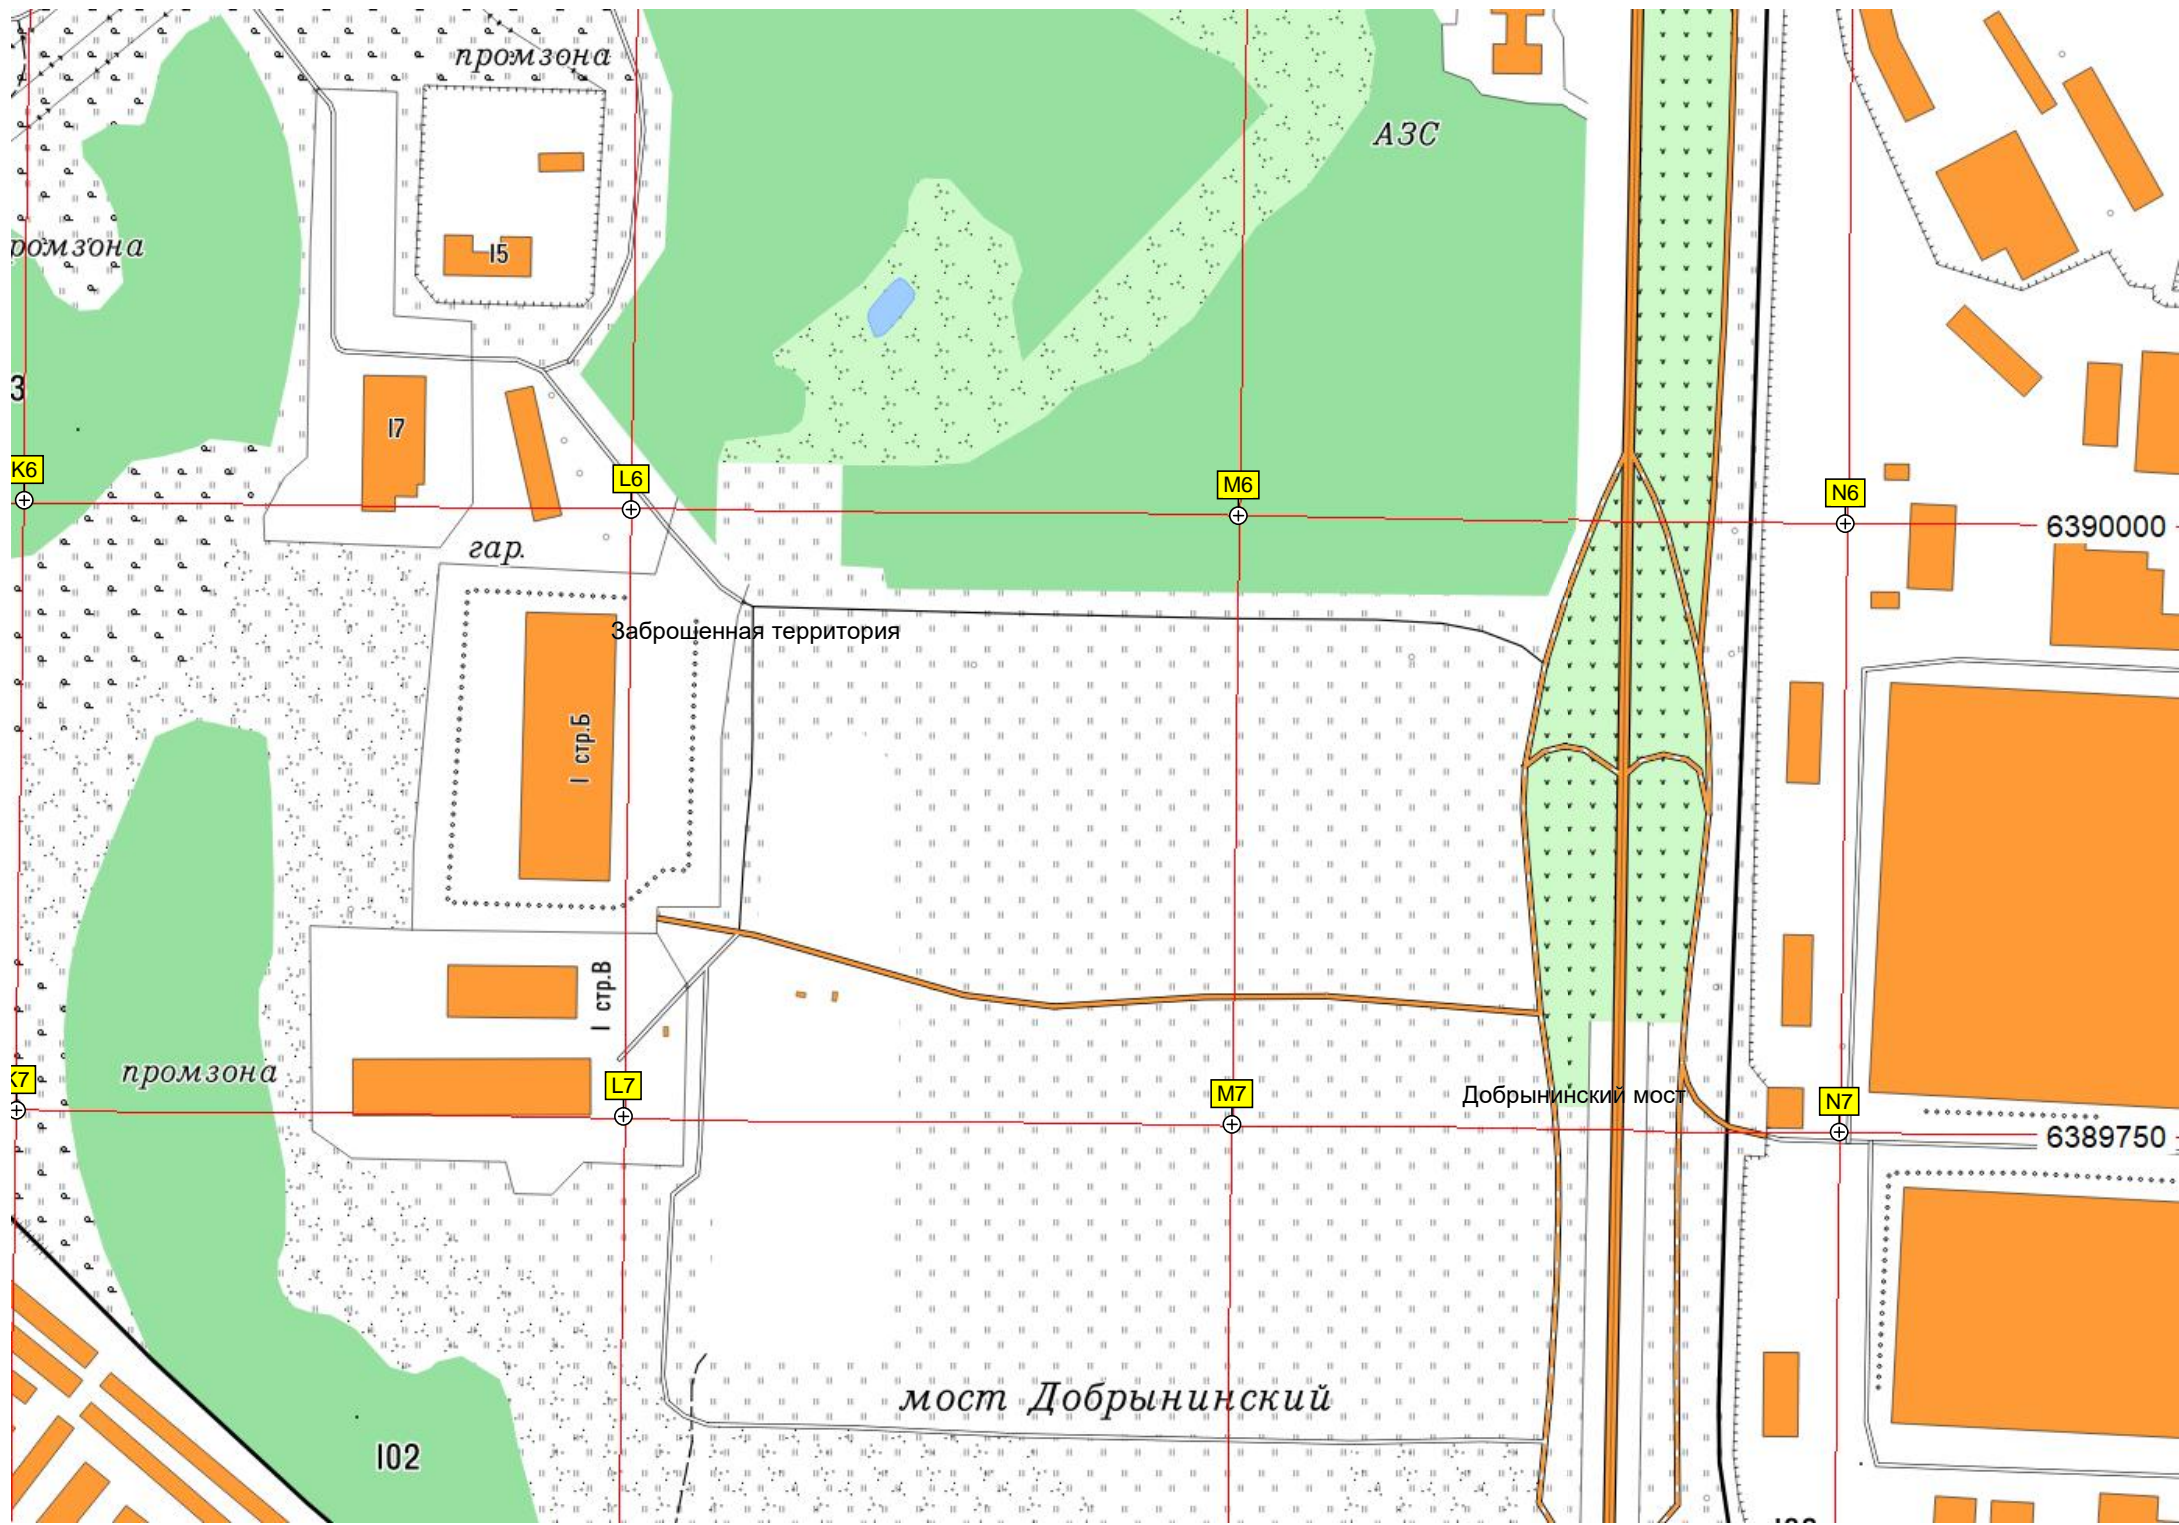 промзона
АЗС
ромзона
I5
3
I7
K6
L6
M6
N6
6390000
гар.
Заброшенная территория
I стр.Б
I стр.В
промзона
K7
L7
M7
Добрынинский мост
N7
6389750
мост Добрынинский
I02